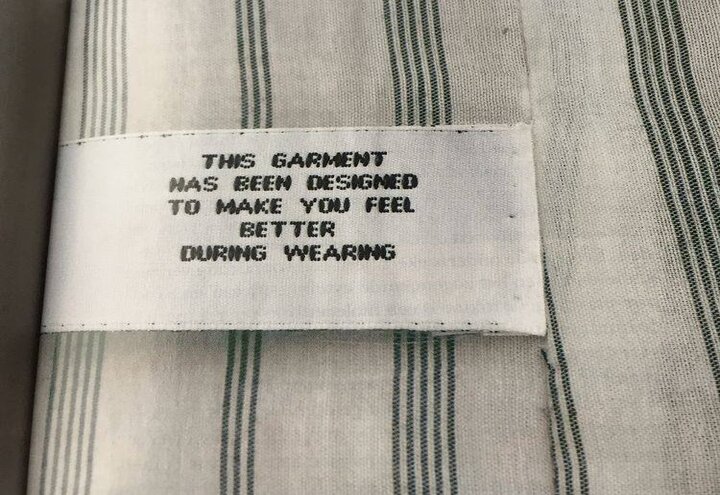 THIS GARMENT
HAS BEEN DESIGNED
TO MAKE YOU FEEL
BETTER
DURING WEARING